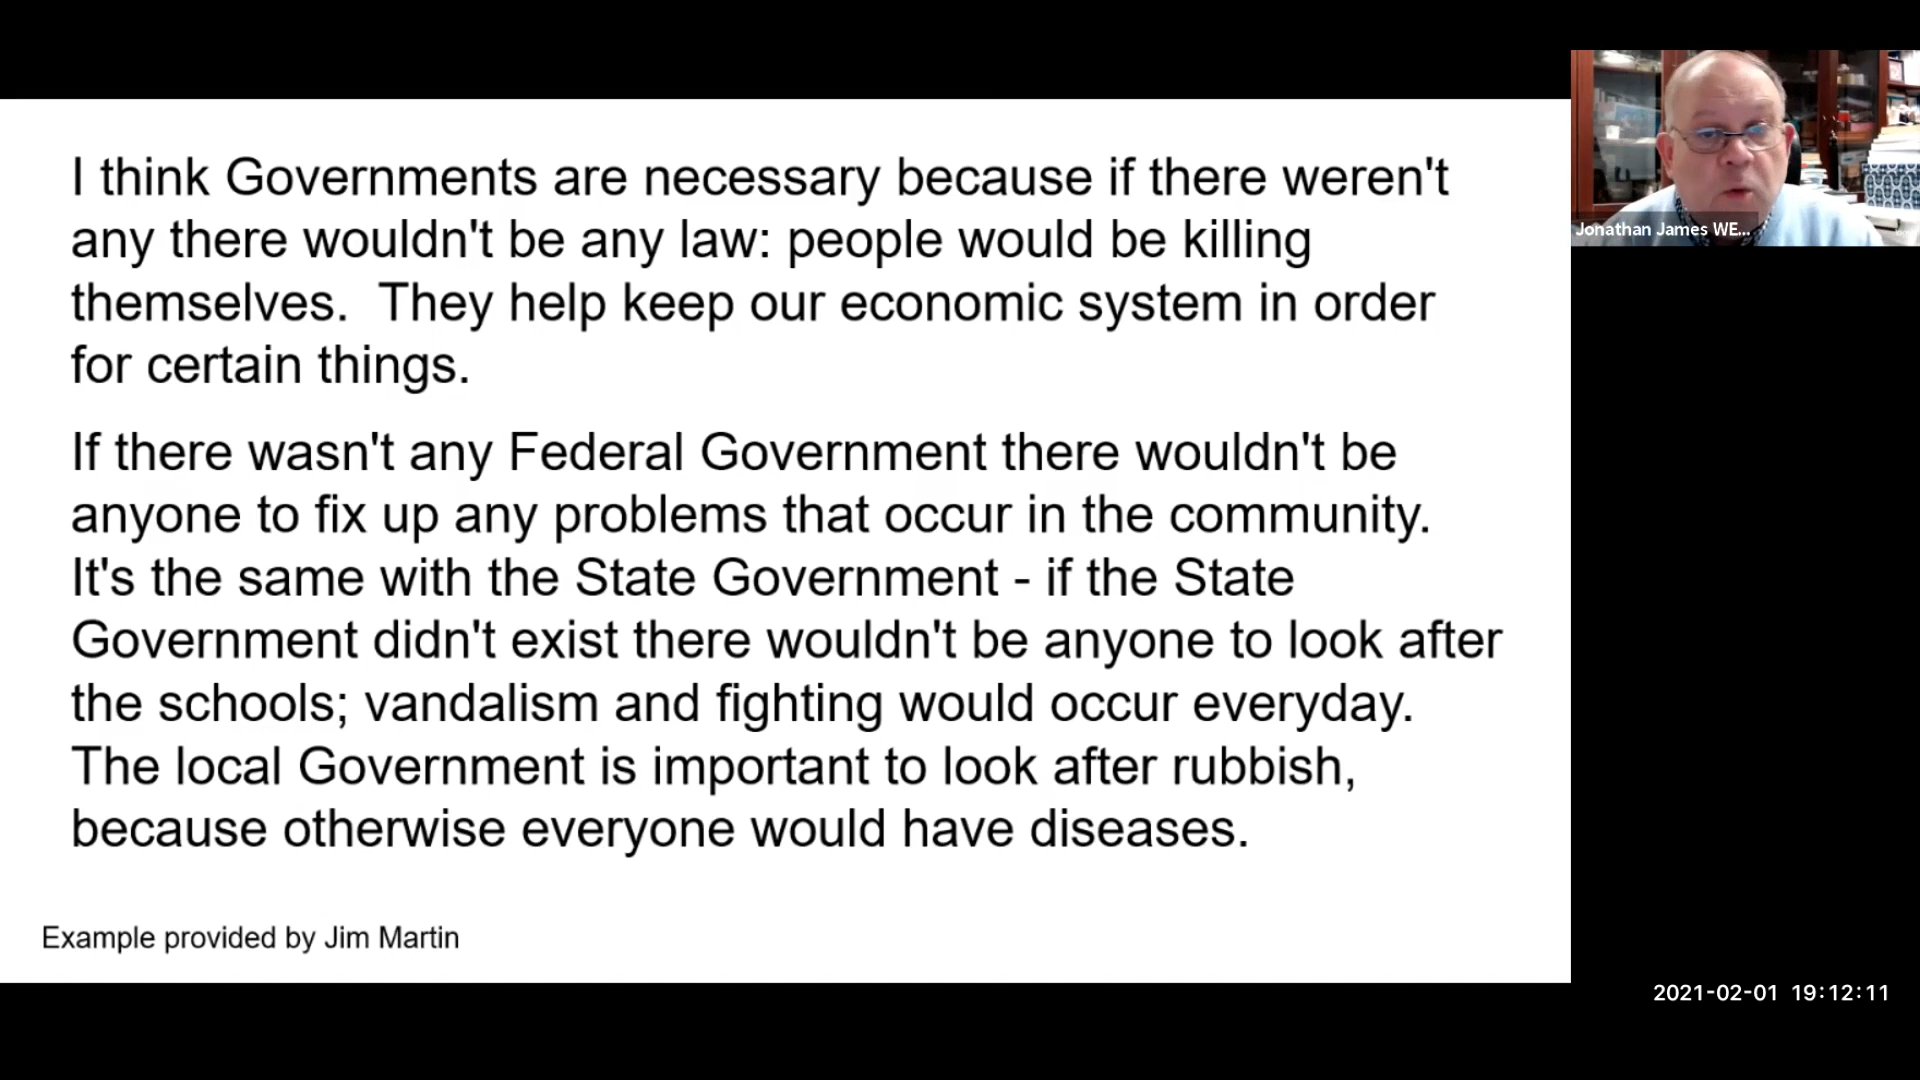 I think Governments are necessary because if there weren't
any there wouldn't be any law: people would be killing
themselves.  They help keep our economic system in order
for certain things.
If there wasn't any Federal Government there wouldn't be
anyone to fix up any problems that occur in the community.
It's the same with the State Government - if the State
Government didn't exist there wouldn't be anyone to look after
the schools; vandalism and fighting would occur everyday.
The local Government is important to look after rubbish,
because otherwise everyone would have diseases.
Example provided by Jim Martin
Jonathan James WE...
2021-02-01 19:12:11